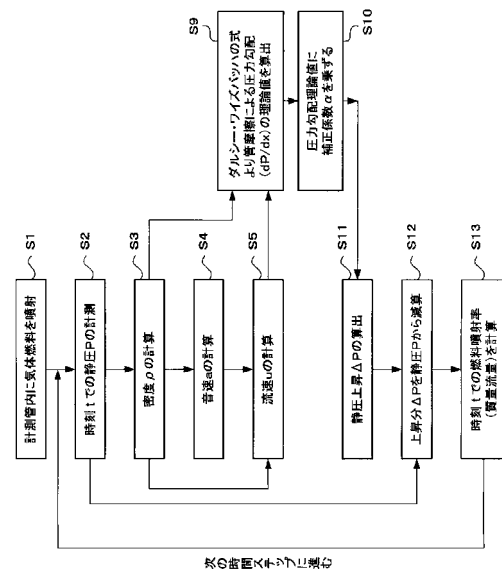 S1
計測管内に気体燃料を噴射
S2
時刻tでの静圧Pの計測
S3
密度ρの計算
S4
音速aの計算
S5
流速uの計算
S9
ダルシー・ワイズバッハの式
より管摩擦による圧力勾配
(dP/dx)の理論値を算出
S10
圧力勾配理論値に
補正係数αを乗ずる
S11
静圧上昇ΔPの算出
S12
上昇分ΔPを静圧Pから減算
S13
時刻tでの燃料噴射率
(質量流量)を計算
次の時間ステップに進む